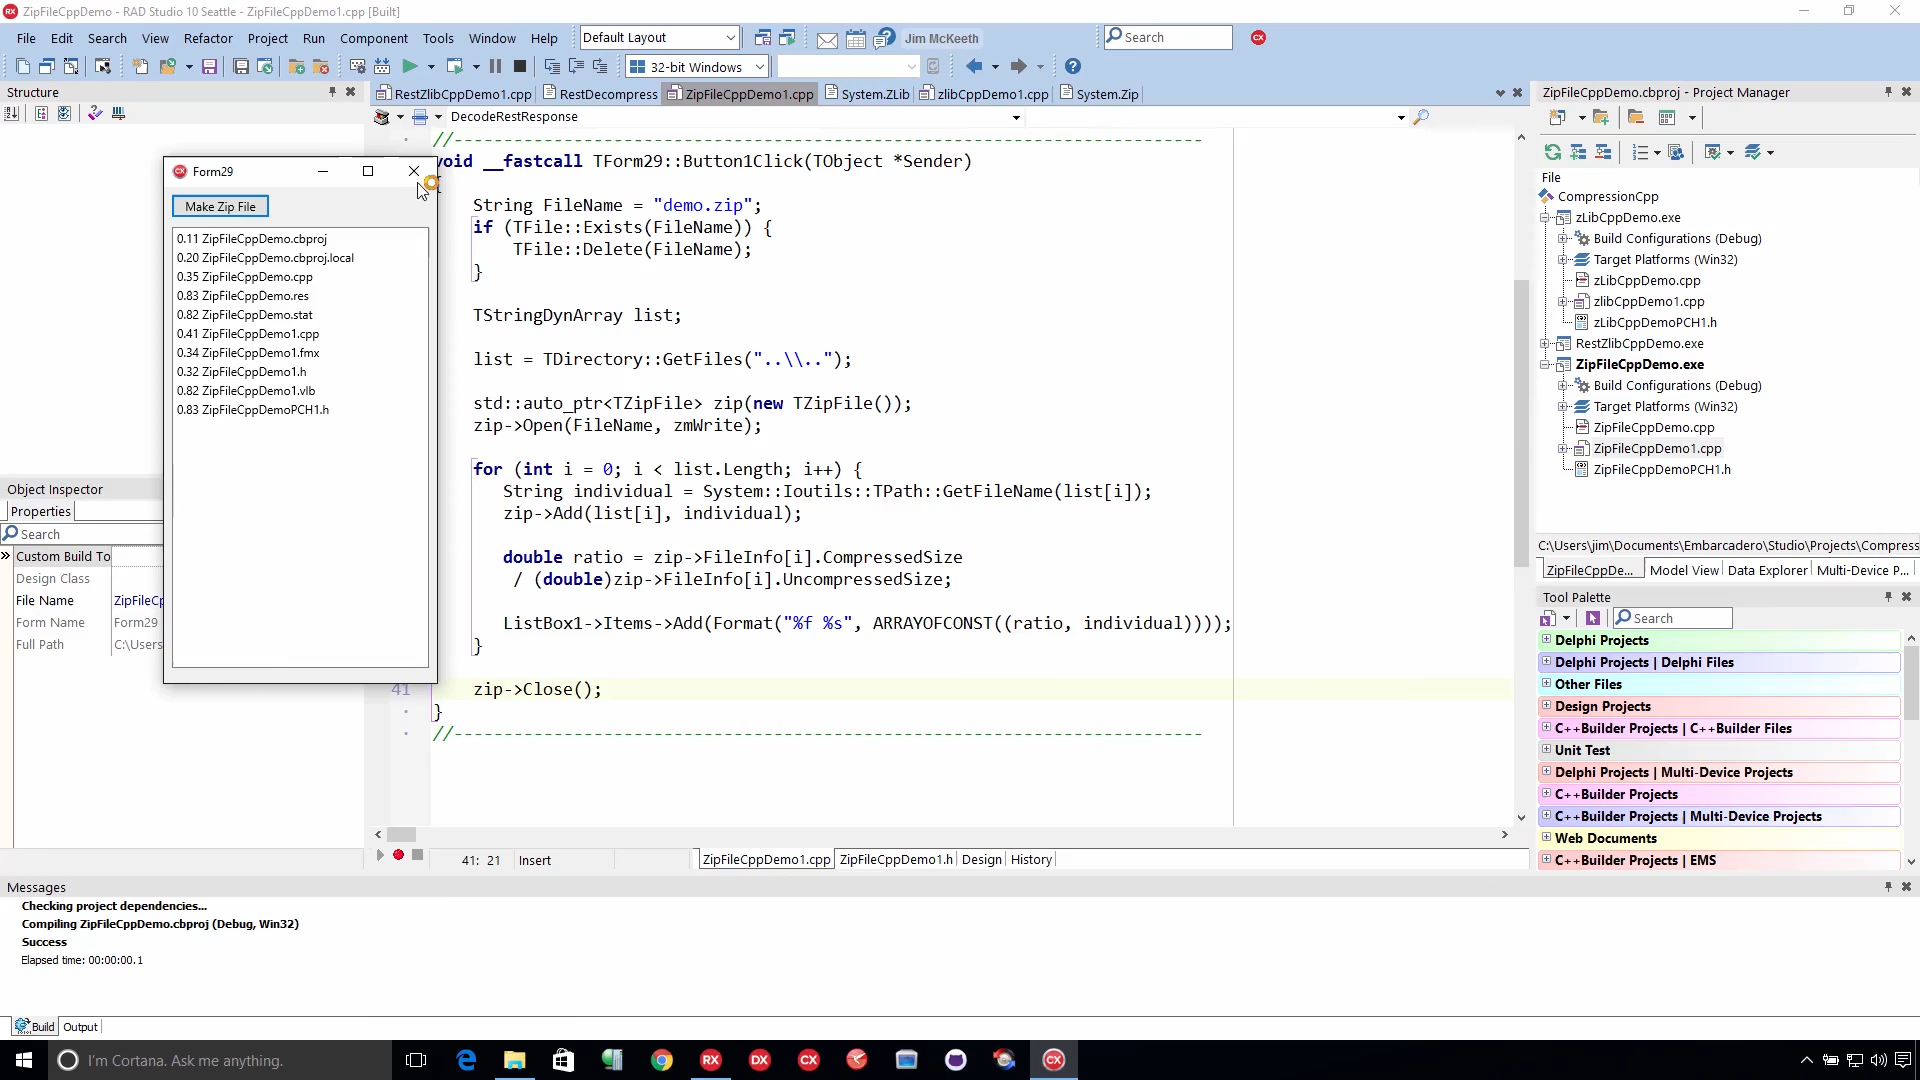 ZipFileCppDemo - RAD Studio 10 Seattle - ZipFileCppDemo1.cpp [Built]
File Edit Search View Refactor Project Run Component Tools Window Help
Default Layout
Jim McKeeth
Search
32-bit Windows
Structure
RestZlibCppDemo1.cpp RestDecompress ZipFileCppDemo1.cpp System.ZLib zlibCppDemo1.cpp System.Zip
DecodeRestResponse
Form29
Make Zip File
0.11 ZipFileCppDemo.cbproj
0.20 ZipFileCppDemo.cbproj.local
0.35 ZipFileCppDemo.cpp
0.83 ZipFileCppDemo.res
0.82 ZipFileCppDemo.stat
0.41 ZipFileCppDemo1.cpp
0.34 ZipFileCppDemo1.fmx
0.32 ZipFileCppDemo1.h
0.82 ZipFileCppDemo1.vlb
0.83 ZipFileCppDemoPCH1.h
Object Inspector
Properties
Search
Custom Build To
Design Class
File Name ZipFileCp
Form Name Form29
Full Path C:\Users
//---------------------------------------------------------------------------
void __fastcall TForm29::Button1Click(TObject *Sender)
String FileName = "demo.zip";
if (TFile::Exists(FileName)) {
TFile::Delete(FileName);
}
TStringDynArray list;
list = TDirectory::GetFiles("..\\..");
std::auto_ptr<TZipFile> zip(new TZipFile());
zip->Open(FileName, zmWrite);
for (int i = 0; i < list.Length; i++) {
String individual = System::Ioutils::TPath::GetFileName(list[i]);
zip->Add(list[i], individual);
double ratio = zip->FileInfo[i].CompressedSize
/ (double)zip->FileInfo[i].UncompressedSize;
ListBox1->Items->Add(Format("%f %s", ARRAYOFCONST((ratio, individual))));
}
41 zip->Close();
}
//---------------------------------------------------------------------------
41: 21 Insert
ZipFileCppDemo1.cpp ZipFileCppDemo1.h Design History
ZipFileCppDemo.cbproj - Project Manager
File
CompressionCpp
zLibCppDemo.exe
Build Configurations (Debug)
Target Platforms (Win32)
zLibCppDemo.cpp
zlibCppDemo1.cpp
zLibCppDemoPCH1.h
RestZlibCppDemo.exe
ZipFileCppDemo.exe
Build Configurations (Debug)
Target Platforms (Win32)
ZipFileCppDemo.cpp
ZipFileCppDemo1.cpp
ZipFileCppDemoPCH1.h
C:\Users\jim\Documents\Embarcadero\Studio\Projects\Compress
ZipFileCppDe... Model View Data Explorer Multi-Device P...
Tool Palette
Search
Delphi Projects
Delphi Projects | Delphi Files
Other Files
Design Projects
C++Builder Projects | C++Builder Files
Unit Test
Delphi Projects | Multi-Device Projects
C++Builder Projects
C++Builder Projects | Multi-Device Projects
Web Documents
C++Builder Projects | EMS
Messages
Checking project dependencies...
Compiling ZipFileCppDemo.cbproj (Debug, Win32)
Success
Elapsed time: 00:00:00.1
Build Output
I'm Cortana. Ask me anything.
RX DX CX CX